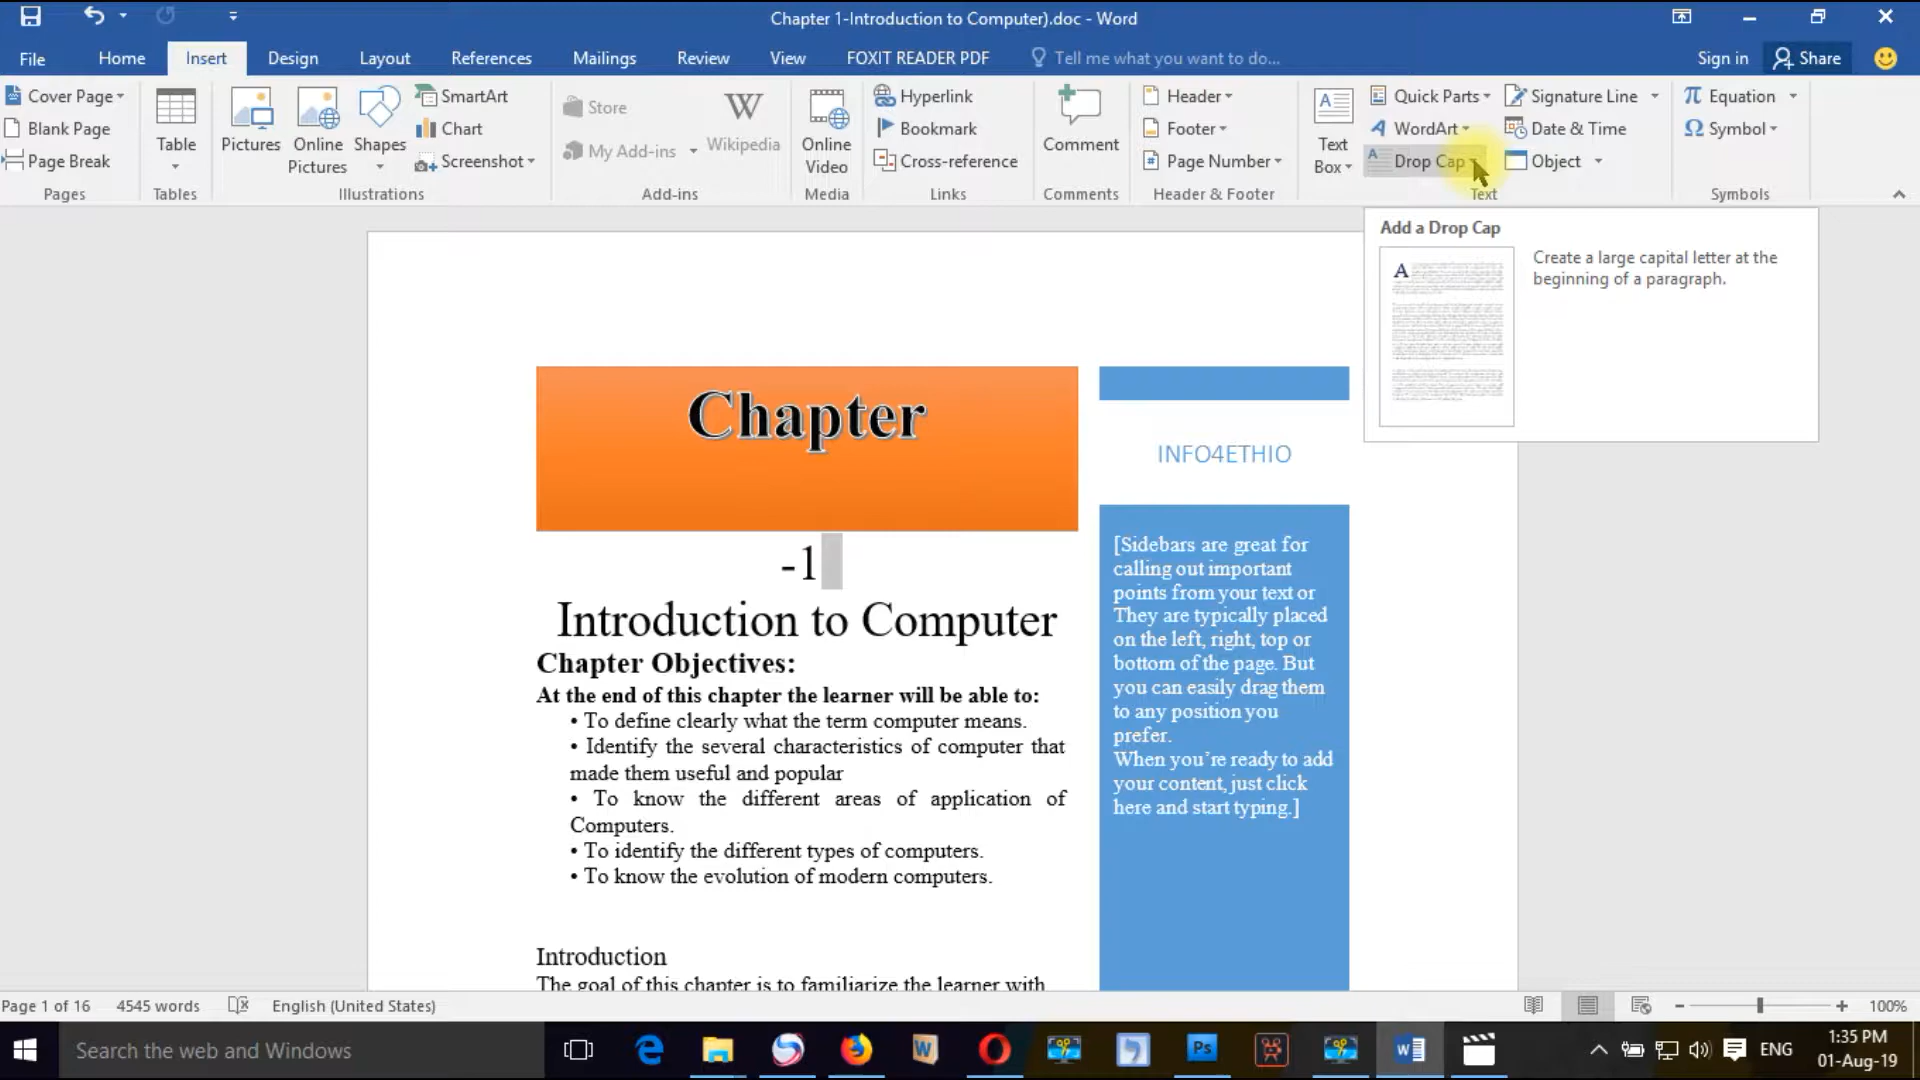 Chapter 1-Introduction to Computer).doc - Word
File Home Insert Design Layout References Mailings Review View FOXIT READER PDF Tell me what you want to do... Sign in Share
Cover Page
Blank Page
Page Break
Pages
Table
Tables
Pictures
Online Pictures
Shapes
SmartArt
Chart
Screenshot
Illustrations
Store
My Add-ins
Wikipedia
Add-ins
Online Video
Media
Hyperlink
Bookmark
Cross-reference
Links
Comment
Comments
Header
Footer
Page Number
Header & Footer
Text Box
Quick Parts
WordArt
Drop Cap
Signature Line
Date & Time
Object
Text
Equation
Symbol
Symbols
Add a Drop Cap
Create a large capital letter at the
beginning of a paragraph.
A
Chapter
-1
Introduction to Computer
Chapter Objectives:
At the end of this chapter the learner will be able to:
• To define clearly what the term computer means.
• Identify the several characteristics of computer that
made them useful and popular
• To know the different areas of application of
Computers.
• To identify the different types of computers.
• To know the evolution of modern computers.
Introduction
The goal of this chapter is to familiarize the learner with
INFO4ETHIO
[Sidebars are great for
calling out important
points from your text or
They are typically placed
on the left, right, top or
bottom of the page. But
you can easily drag them
to any position you
prefer.
When you’re ready to add
your content, just click
here and start typing.]
Page 1 of 16 4545 words English (United States) 100%
Search the web and Windows
ENG
1:35 PM
01-Aug-19